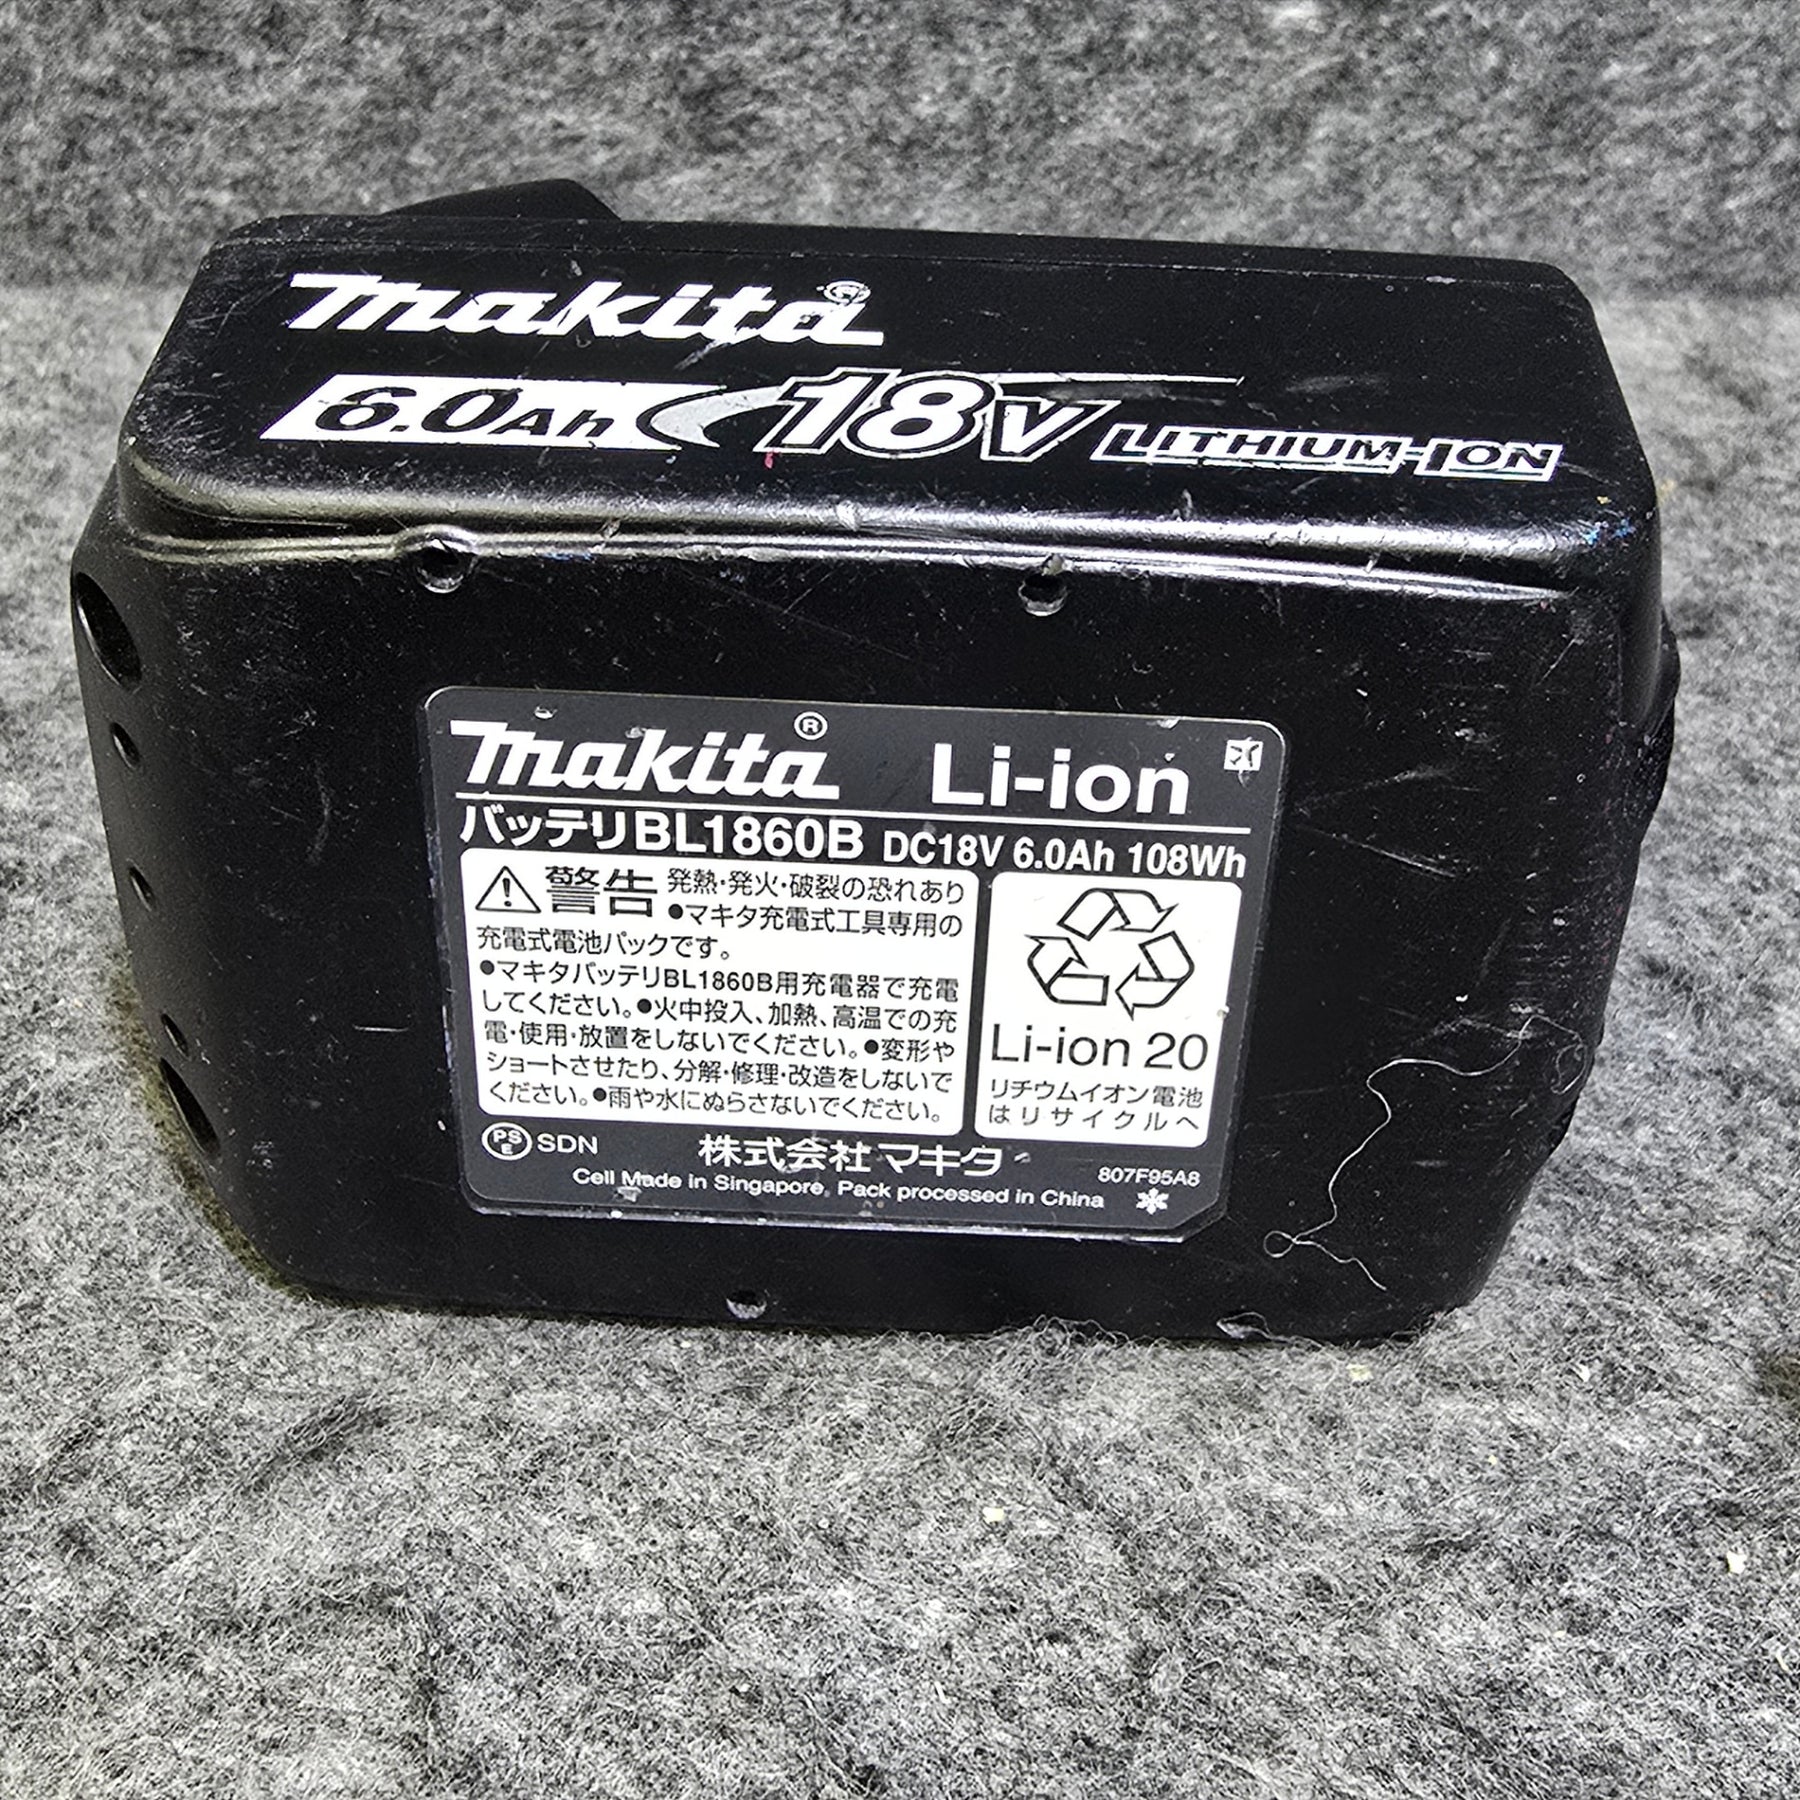 makita®
6.0Ah 18V LITHIUM-ION
makita® Li-ion
バッテリBL1860B DC18V 6.0Ah 108Wh
警告 発熱・発火・破裂の恐れあり
●マキタ充電式工具専用の
充電式電池パックです。
●マキタバッテリBL1860B用充電器で充電
してください。●火中投入、加熱、高温での充
電・使用・放置をしないでください。●変形や
ショートさせたり、分解・修理・改造をしないで
ください。●雨や水にぬらさないでください。
Li-ion 20
リチウムイオン電池
はリサイクルへ
PSE SDN 株式会社マキタ
807F95A8
Cell Made in Singapore, Pack processed in China